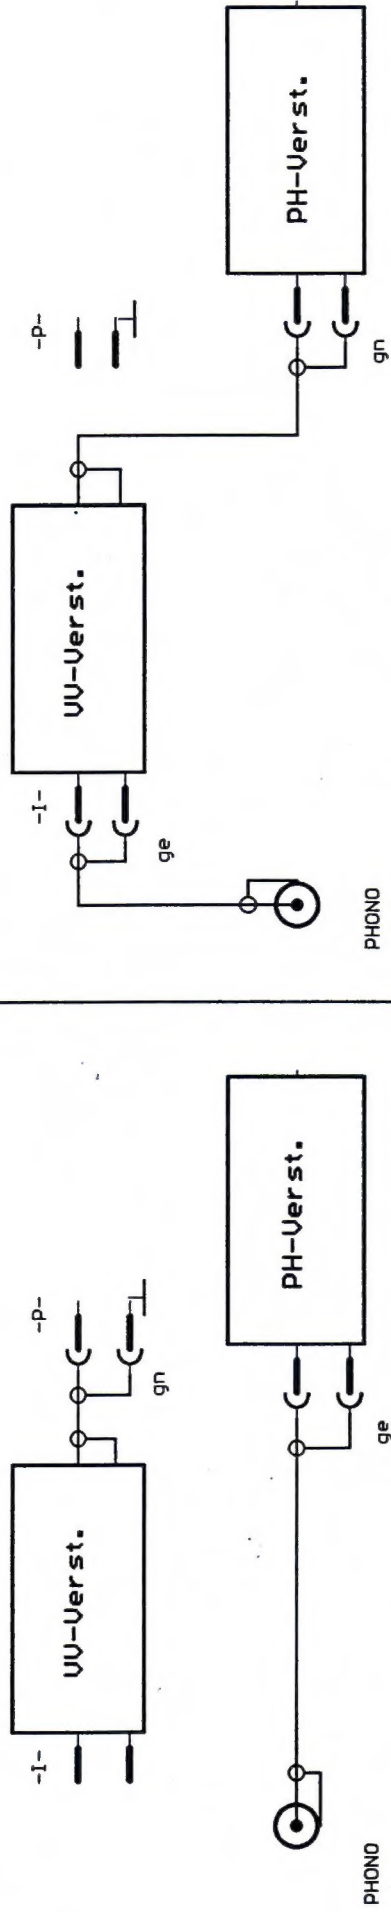 -I-
VV-Verst.
-P-
gn
PH-Verst.
ge
PHONO
-I-
VV-Verst.
-P-
ge
PH-Verst.
PHONO
gn